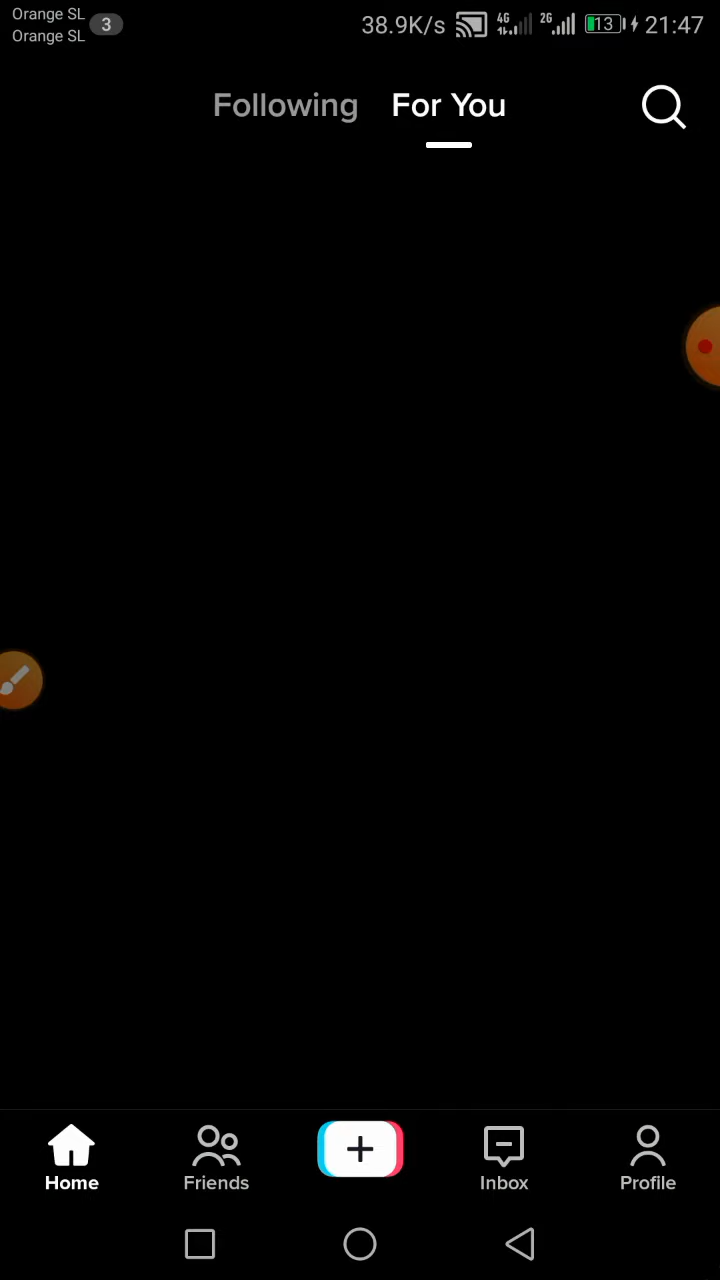 Orange SL
Orange SL
3
38.9K/s 4G 2G 13 21:47
Following For You
Home Friends Inbox Profile